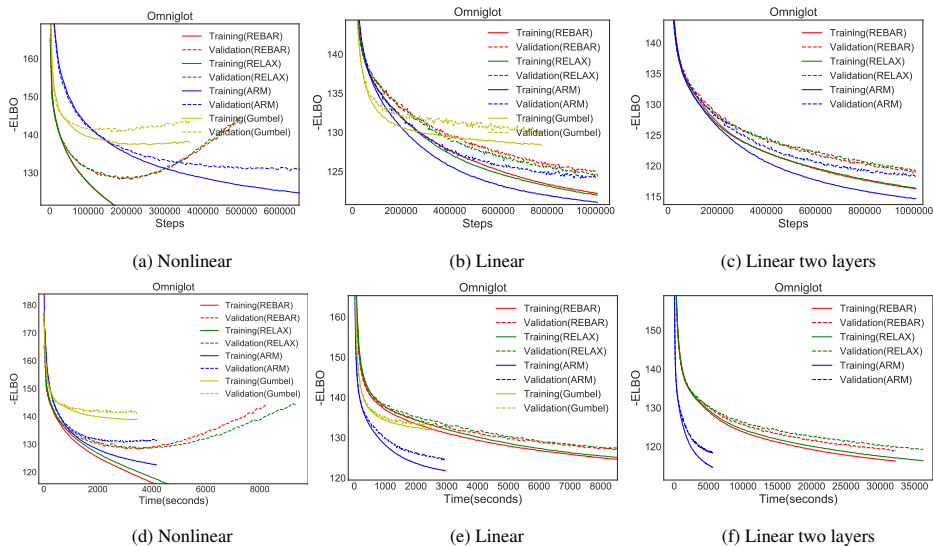 Omniglot
-ELBO
160
150
140
130
0 100000 200000 300000 400000 500000 600000
Steps
Training(REBAR)
Validation(REBAR)
Training(RELAX)
Validation(RELAX)
Training(ARM)
Validation(ARM)
Training(Gumbel)
Validation(Gumbel)
(a) Nonlinear
Omniglot
-ELBO
140
135
130
125
200000 400000 600000 800000 1000000
Steps
Training(REBAR)
Validation(REBAR)
Training(RELAX)
Validation(RELAX)
Training(ARM)
Validation(ARM)
Training(Gumbel)
Validation(Gumbel)
(b) Linear
Omniglot
-ELBO
140
135
130
125
120
115
200000 400000 600000 800000 1000000
Steps
Training(REBAR)
Validation(REBAR)
Training(RELAX)
Validation(RELAX)
Training(ARM)
Validation(ARM)
(c) Linear two layers
Omniglot
-ELBO
180
170
160
150
140
130
120
0 2000 4000 6000 8000
Time(seconds)
Training(REBAR)
Validation(REBAR)
Training(RELAX)
Validation(RELAX)
Training(ARM)
Validation(ARM)
Training(Gumbel)
Validation(Gumbel)
(d) Nonlinear
Omniglot
-ELBO
160
150
140
130
120
0 1000 2000 3000 4000 5000 6000 7000 8000
Time(seconds)
Training(REBAR)
Validation(REBAR)
Training(RELAX)
Validation(RELAX)
Training(ARM)
Validation(ARM)
Training(Gumbel)
Validation(Gumbel)
(e) Linear
Omniglot
-ELBO
150
140
130
120
0 5000 10000 15000 20000 25000 30000 35000
Time(seconds)
Training(REBAR)
Validation(REBAR)
Training(RELAX)
Validation(RELAX)
Training(ARM)
Validation(ARM)
(f) Linear two layers